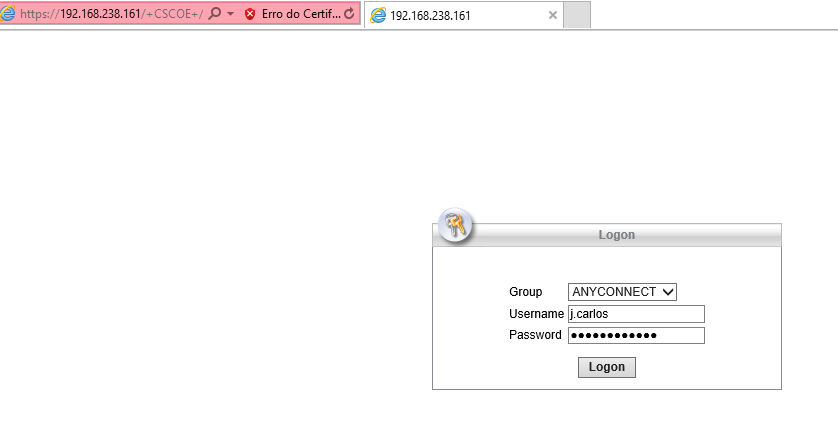 https://192.168.238.161/+CSCOE+/ Erro do Certif... 192.168.238.161
Logon
Group ANYCONNECT
Username j.carlos
Password ●●●●●●●●●●●●
Logon